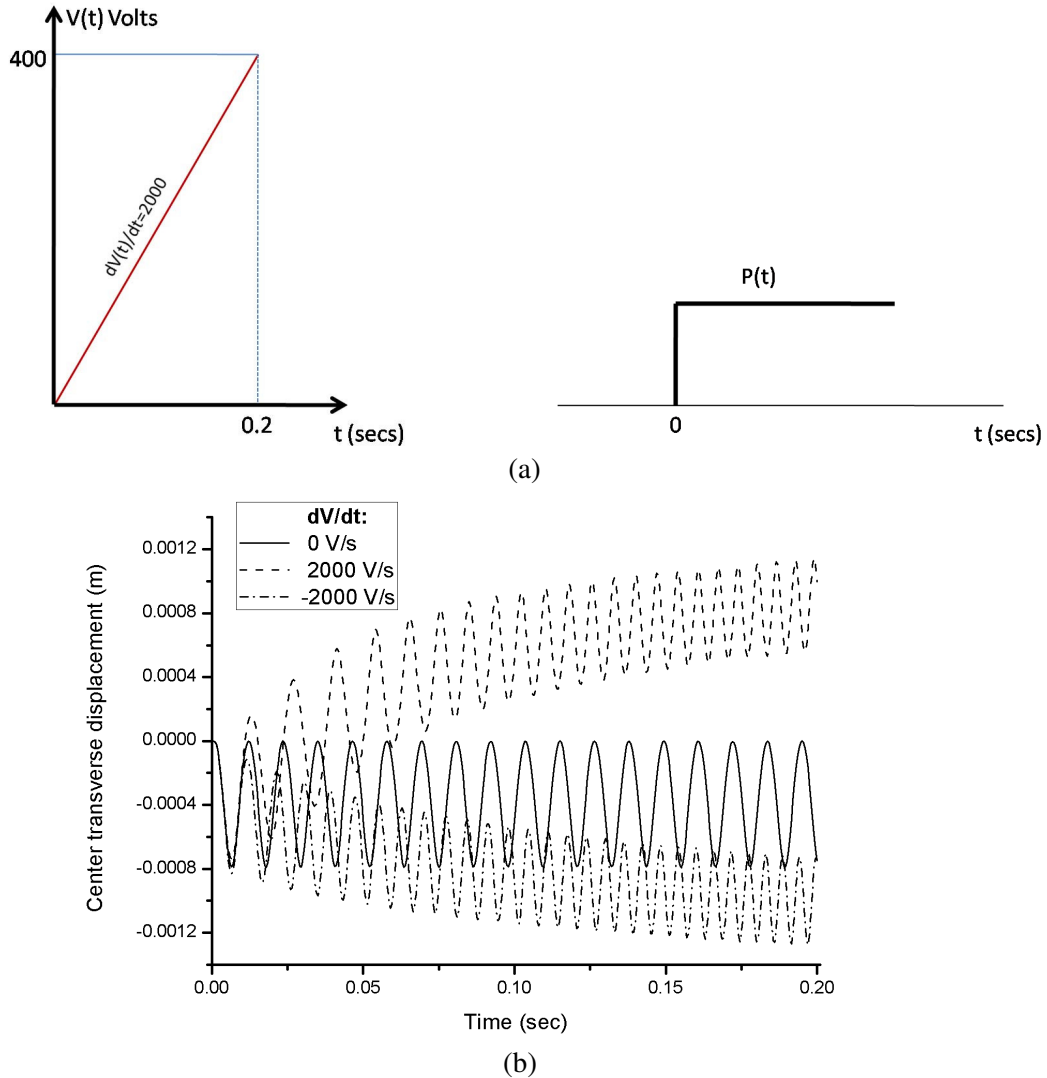 V(t) Volts
400
dV(t)/dt=2000
0.2
t (secs)
P(t)
0
t (secs)
(a)
dV/dt:
0 V/s
2000 V/s
-2000 V/s
0.0012
0.0008
0.0004
0.0000
-0.0004
-0.0008
-0.0012
Center transverse displacement (m)
0.00
0.05
0.10
0.15
0.20
Time (sec)
(b)